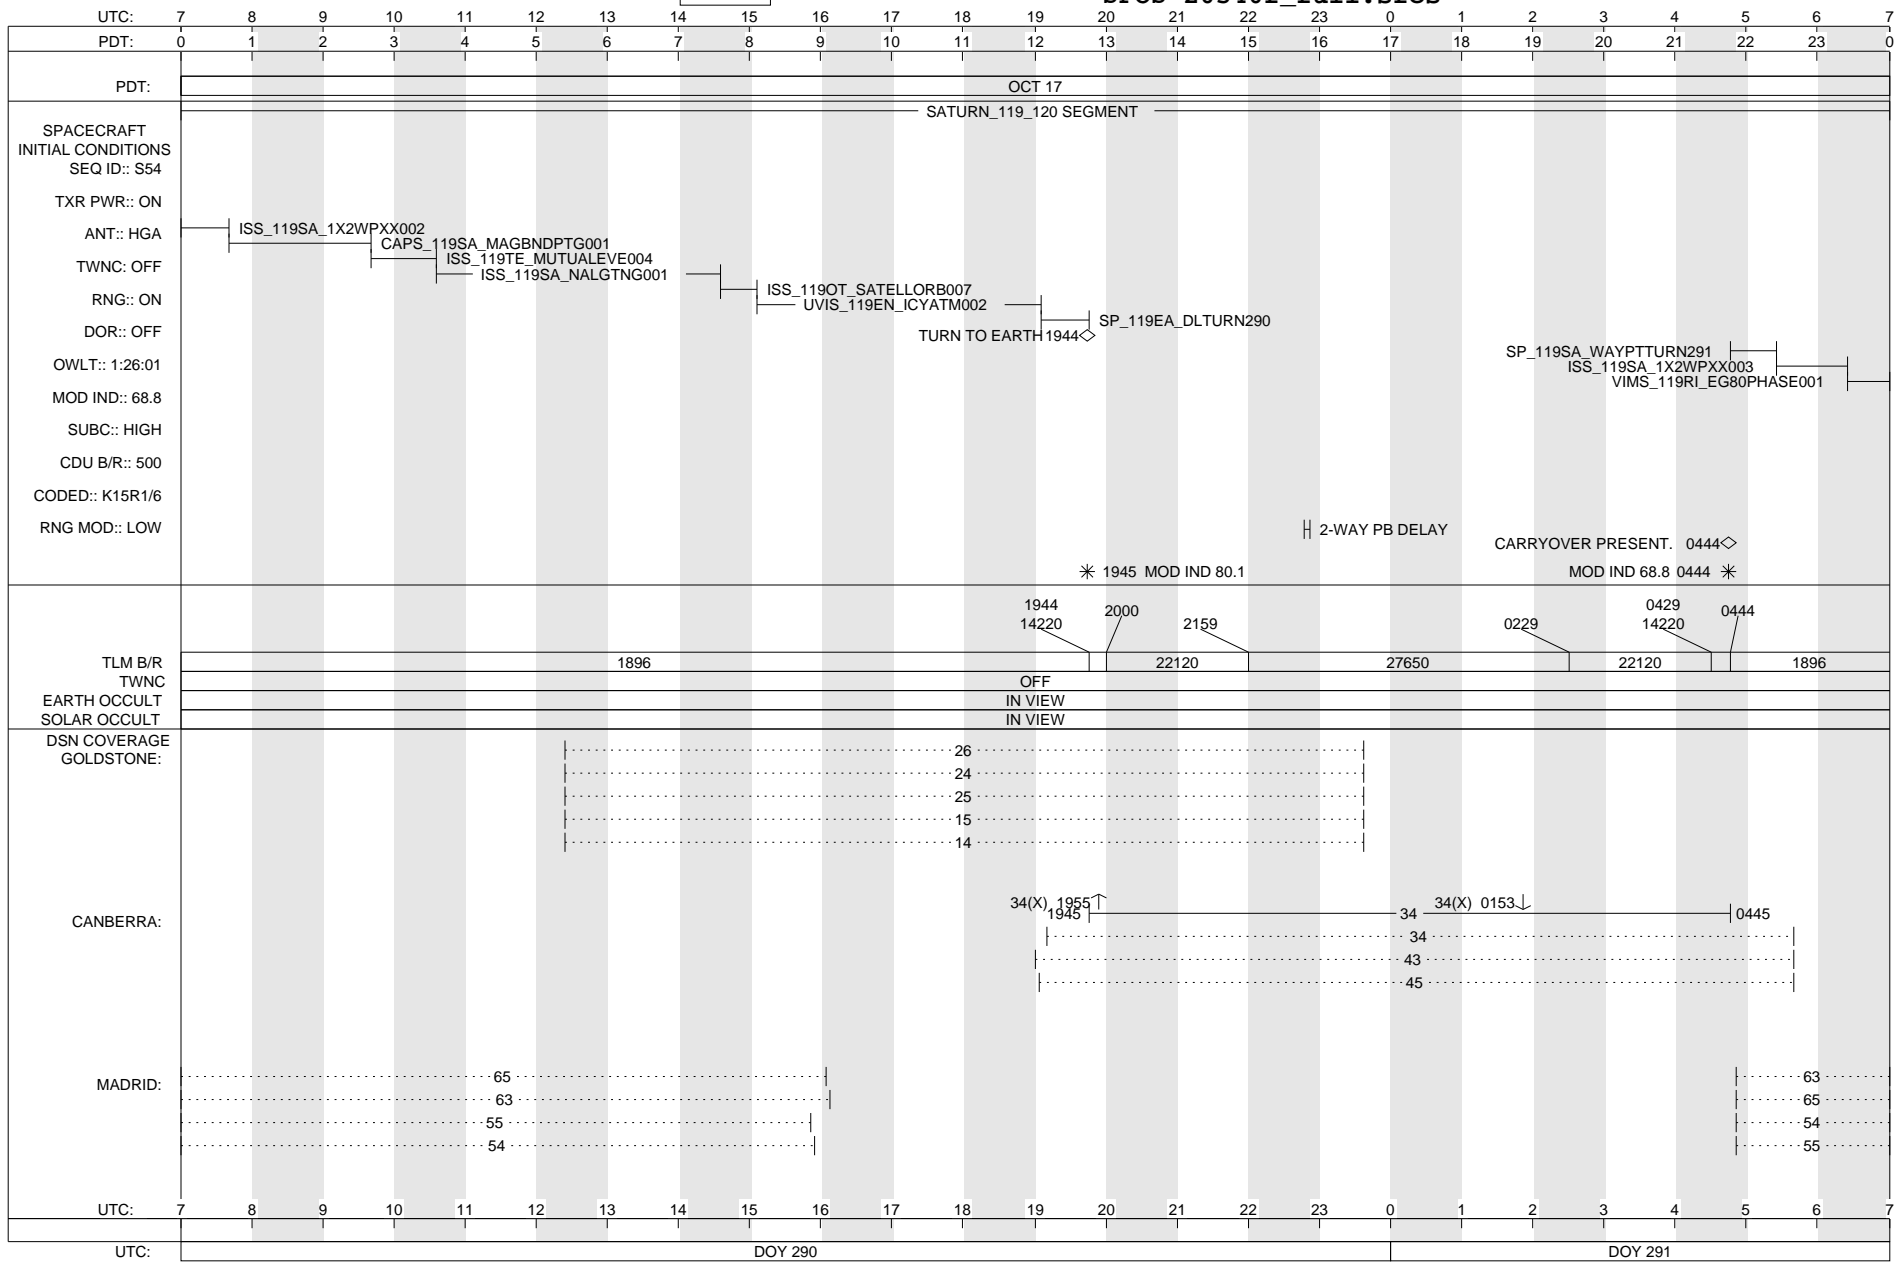 UTC: 7 8 9 10 11 12 13 14 15 16 17 18 19 20 21 22 23 0 1 2 3 4 5 6 7
PDT: 0 1 2 3 4 5 6 7 8 9 10 11 12 13 14 15 16 17 18 19 20 21 22 23 0
PDT: OCT 17
SATURN_119_120 SEGMENT
SPACECRAFT
INITIAL CONDITIONS
SEQ ID:: S54
TXR PWR:: ON
ANT:: HGA
TWNC: OFF
RNG:: ON
DOR:: OFF
OWLT:: 1:26:01
MOD IND:: 68.8
SUBC:: HIGH
CDU B/R:: 500
CODED:: K15R1/6
RNG MOD:: LOW
ISS_119SA_1X2WPXX002
CAPS_119SA_MAGBNDPTG001
ISS_119TE_MUTUALEVE004
ISS_119SA_NALGTNG001
ISS_119OT_SATELLORB007
UVIS_119EN_ICYATM002
SP_119EA_DLTURN290
TURN TO EARTH 1944
SP_119SA_WAYPTTURN291
ISS_119SA_1X2WPXX003
VIMS_119RI_EG80PHASE001
2-WAY PB DELAY
CARRYOVER PRESENT. 0444
1945 MOD IND 80.1
MOD IND 68.8 0444
1944 2000 0429 0444
14220 2159 0229 14220
TLM B/R 1896 22120 27650 22120 1896
TWNC OFF
EARTH OCCULT IN VIEW
SOLAR OCCULT IN VIEW
DSN COVERAGE
GOLDSTONE:
26
24
25
15
14
CANBERRA:
34(X) 1955 34(X) 0153
1945 34 0445
34
43
45
MADRID:
65 63
63 65
55 54
54 55
UTC: 7 8 9 10 11 12 13 14 15 16 17 18 19 20 21 22 23 0 1 2 3 4 5 6 7
UTC: DOY 290 DOY 291